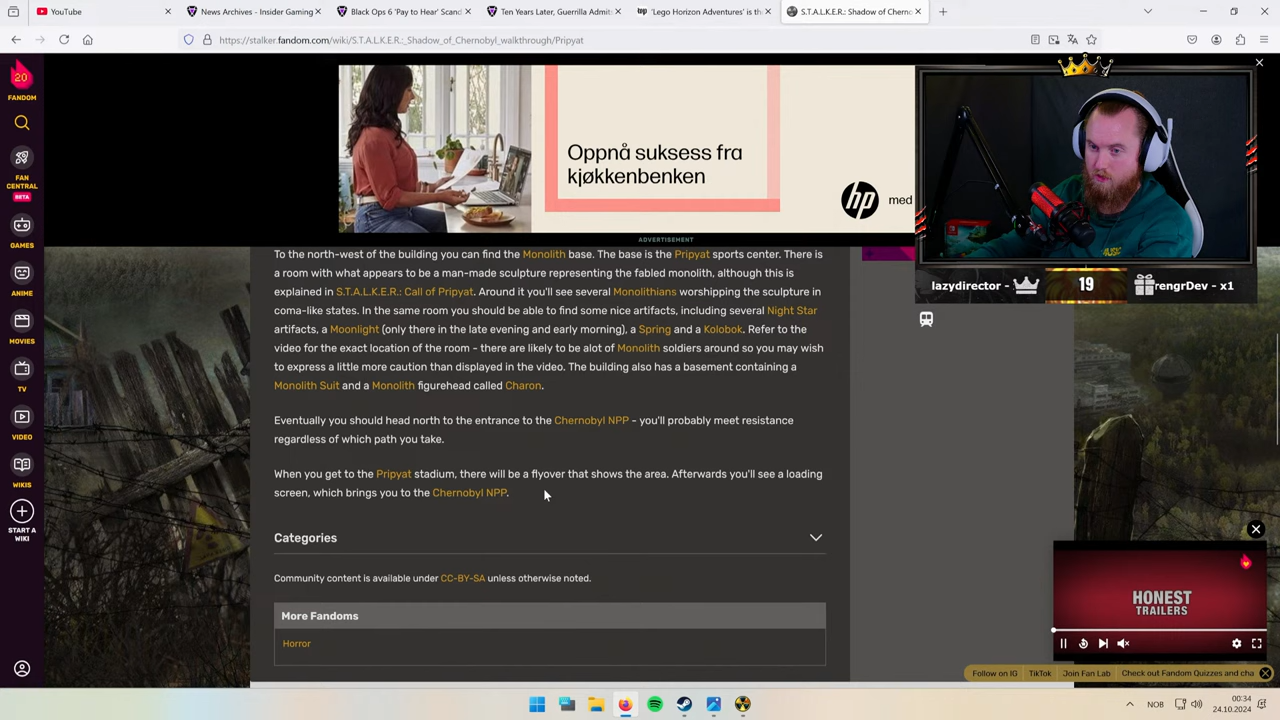 YouTube
News Archives - Insider Gaming
Black Ops 6 'Pay to Hear' Scand
Ten Years Later, Guerrilla Admit
'Lego Horizon Adventures' is th
S.T.A.L.K.E.R.: Shadow of Cherno
https://stalker.fandom.com/wiki/S.T.A.L.K.E.R.:_Shadow_of_Chernobyl_walkthrough/Pripyat
20
FANDOM
FAN
CENTRAL
BETA
GAMES
ANIME
MOVIES
TV
VIDEO
WIKIS
START A
WIKI
Oppnå suksess fra
kjøkkenbenken
hp
med
ADVERTISEMENT
lazydirector -
19
rengrDev - x1
To the north-west of the building you can find the Monolith base. The base is the Pripyat sports center. There is
a room with what appears to be a man-made sculpture representing the fabled monolith, although this is
explained in S.T.A.L.K.E.R.: Call of Pripyat. Around it you'll see several Monolithians worshipping the sculpture in
coma-like states. In the same room you should be able to find some nice artifacts, including several Night Star
artifacts, a Moonlight (only there in the late evening and early morning), a Spring and a Kolobok. Refer to the
video for the exact location of the room - there are likely to be alot of Monolith soldiers around so you may wish
to express a little more caution than displayed in the video. The building also has a basement containing a
Monolith Suit and a Monolith figurehead called Charon.
Eventually you should head north to the entrance to the Chernobyl NPP - you'll probably meet resistance
regardless of which path you take.
When you get to the Pripyat stadium, there will be a flyover that shows the area. Afterwards you'll see a loading
screen, which brings you to the Chernobyl NPP.
Categories
Community content is available under CC-BY-SA unless otherwise noted.
More Fandoms
Horror
HONEST
TRAILERS
Follow on IG
TikTok
Join Fan Lab
Check out Fandom Quizzes and cha
NOB
00:34
24.10.2024